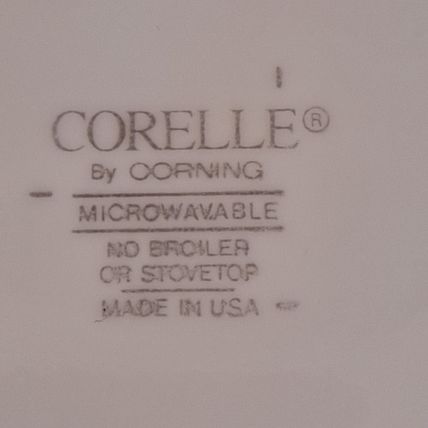 CORELLE®
By CORNING
MICROWAVABLE
NO BROILER
OR STOVETOP
MADE IN USA